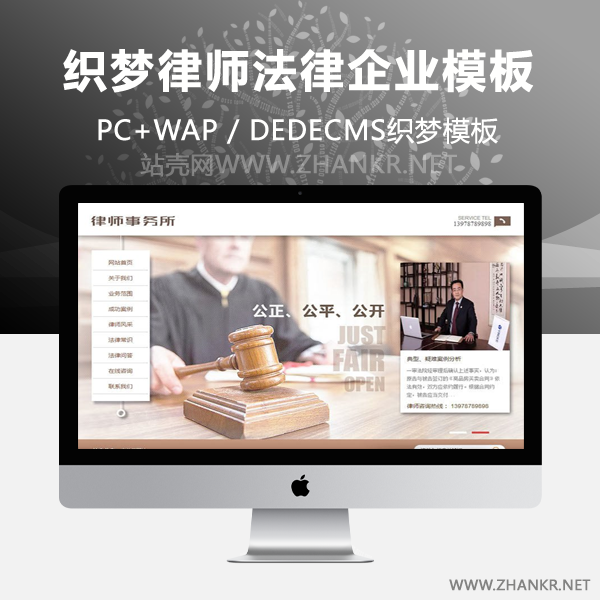 织梦律师法律企业模板
PC+WAP / DEDECMS织梦模板
站壳网WWW.ZHANKR.NET
律师事务所
SERVICE TEL
13978789898
网站首页
关于我们
业务范围
成功案例
律师风采
法律常识
法律问答
在线咨询
联系我们
公正、公平、公开
JUST
FAIR
OPEN
典型、疑难案例分析
律师咨询热线：13978789898
WWW.ZHANKR.NET